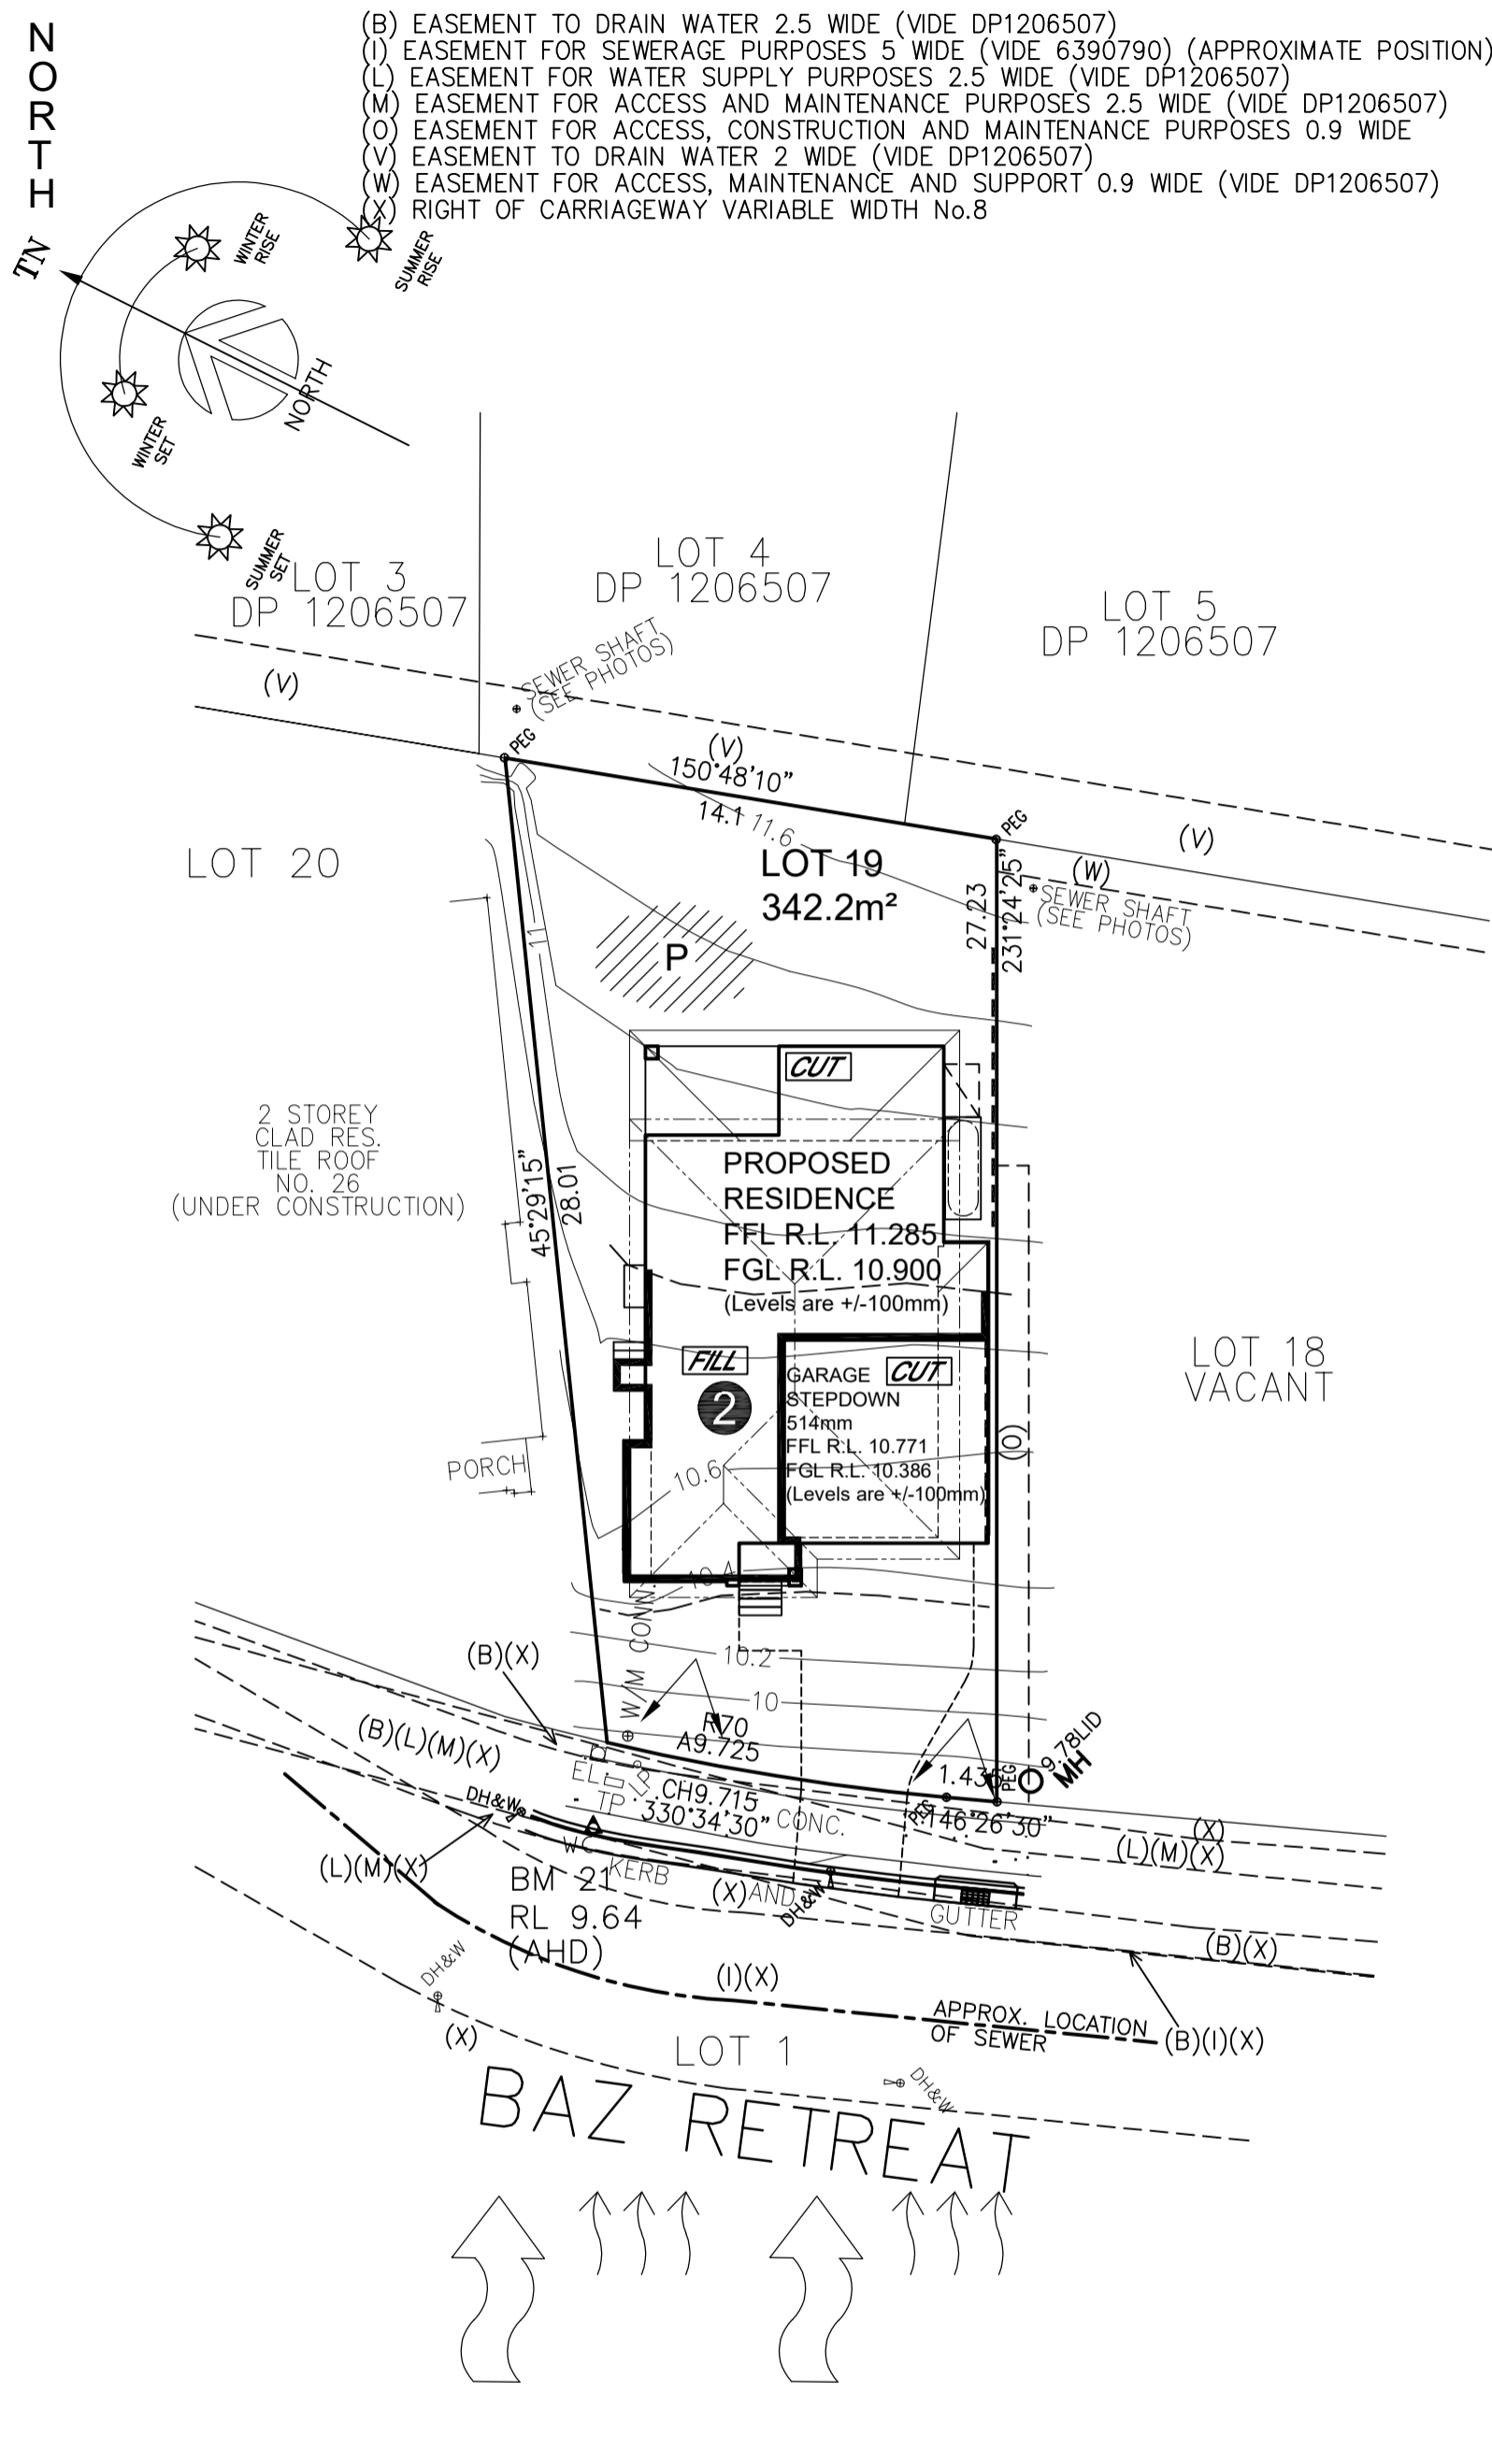 N
O
R
T
H
(B) EASEMENT TO DRAIN WATER 2.5 WIDE (VIDE DP1206507)
(I) EASEMENT FOR SEWERAGE PURPOSES 5 WIDE (VIDE 6390790) (APPROXIMATE POSITION)
(L) EASEMENT FOR WATER SUPPLY PURPOSES 2.5 WIDE (VIDE DP1206507)
(M) EASEMENT FOR ACCESS AND MAINTENANCE PURPOSES 2.5 WIDE (VIDE DP1206507)
(O) EASEMENT FOR ACCESS, CONSTRUCTION AND MAINTENANCE PURPOSES 0.9 WIDE
(V) EASEMENT TO DRAIN WATER 2 WIDE (VIDE DP1206507)
(W) EASEMENT FOR ACCESS, MAINTENANCE AND SUPPORT 0.9 WIDE (VIDE DP1206507)
(X) RIGHT OF CARRIAGEWAY VARIABLE WIDTH No.8
TN
WINTER
RISE
SUMMER
RISE
NORTH
WINTER
SET
SUMMER
SET
LOT 3
DP 1206507
LOT 4
DP 1206507
LOT 5
DP 1206507
(V)
SEWER SHAFT
(SEE PHOTOS)
PEG
(V)
150°48'10"
14.1
11.6
PEG
(V)
LOT 20
LOT 19
342.2m²
(W)
SEWER SHAFT
(SEE PHOTOS)
27.23
231°24'25"
11
P
CUT
2 STOREY
CLAD RES.
TILE ROOF
NO. 26
(UNDER CONSTRUCTION)
45°29'15"
28.01
PROPOSED
RESIDENCE
FFL R.L. 11.285
FGL R.L. 10.900
(Levels are +/-100mm)
FILL
2
GARAGE
CUT
STEPDOWN
514mm
FFL R.L. 10.771
FGL R.L. 10.386
(Levels are +/-100mm)
LOT 18
VACANT
(O)
PORCH
10.6
10.4
W/M CONN.
10.2
10
(B)(X)
(B)(L)(M)(X)
R70
A9.725
1.435
PEG
9.78LID
MH
EL.
LP
TP
CH9.715
330°34'30"
CONC.
PEG
146°26'30"
(X)
(L)(M)(X)
DH&W
(L)(M)(X)
KERB
BM 21
RL 9.64
(AHD)
(X)
AND
DH&W
GUTTER
(B)(X)
DH&W
(I)(X)
APPROX. LOCATION
OF SEWER
(B)(I)(X)
(X)
LOT 1
DH&W
BAZ RETREAT